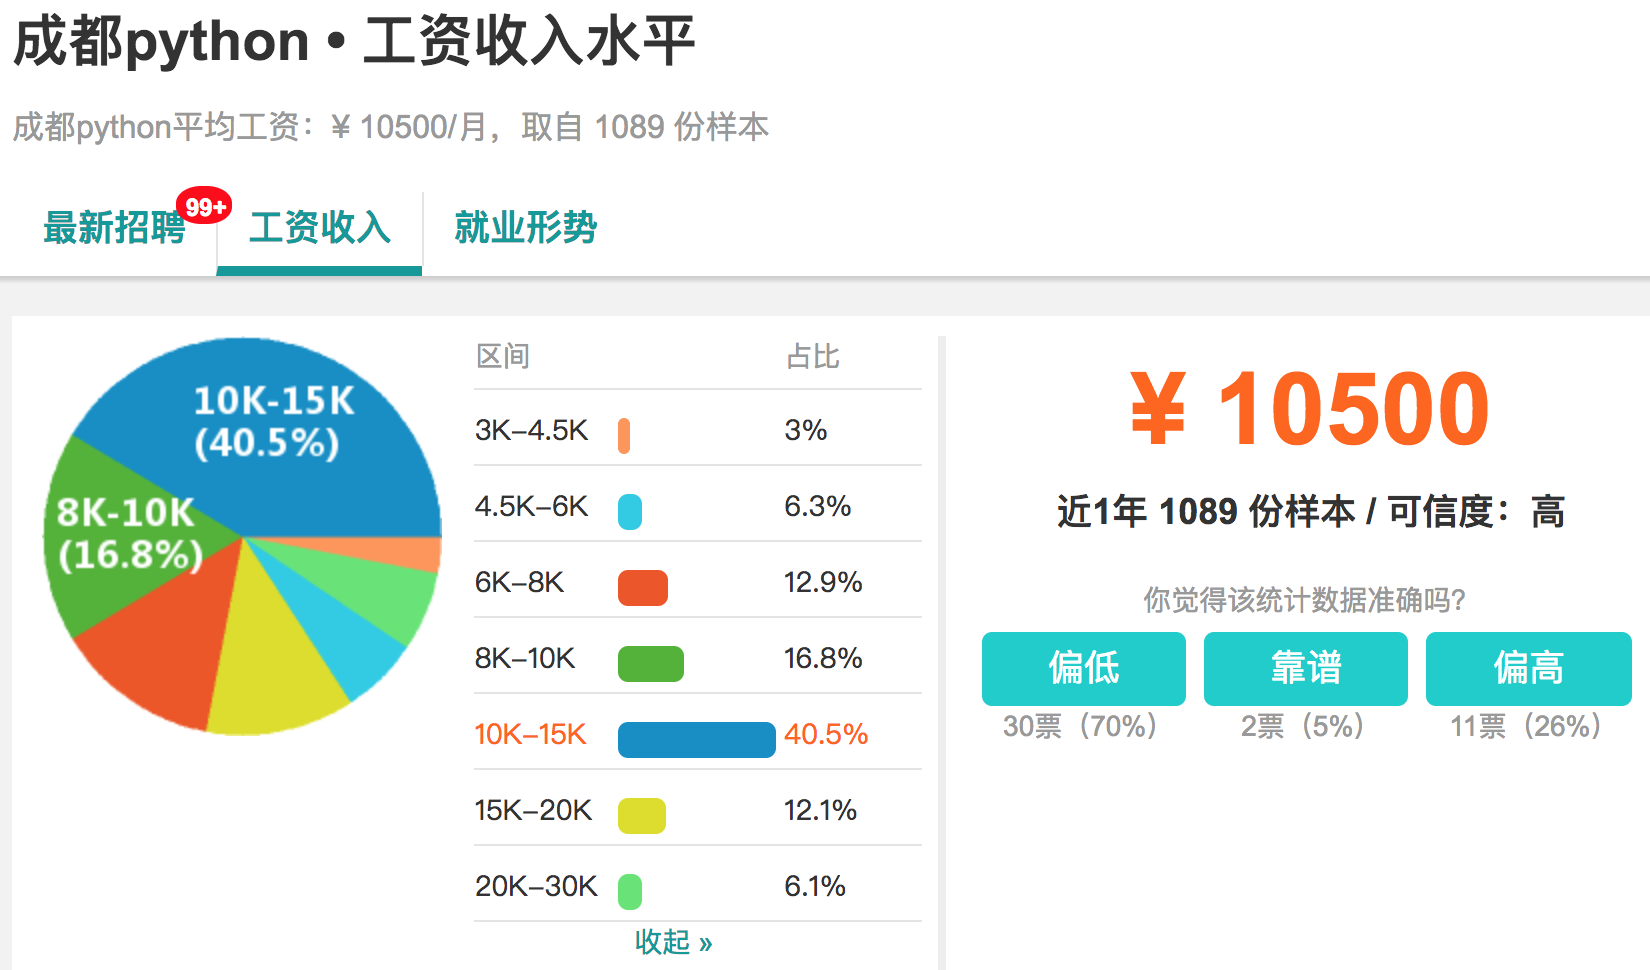 成都python • 工资收入水平
成都python平均工资：¥ 10500/月，取自 1089 份样本
最新招聘 99+ 工资收入 就业形势
10K-15K
(40.5%)
8K-10K
(16.8%)
区间 占比
3K–4.5K 3%
4.5K–6K 6.3%
6K–8K 12.9%
8K–10K 16.8%
10K–15K 40.5%
15K–20K 12.1%
20K–30K 6.1%
收起 »
¥ 10500
近1年 1089 份样本 / 可信度：高
你觉得该统计数据准确吗?
偏低 靠谱 偏高
30票（70%） 2票（5%） 11票（26%）